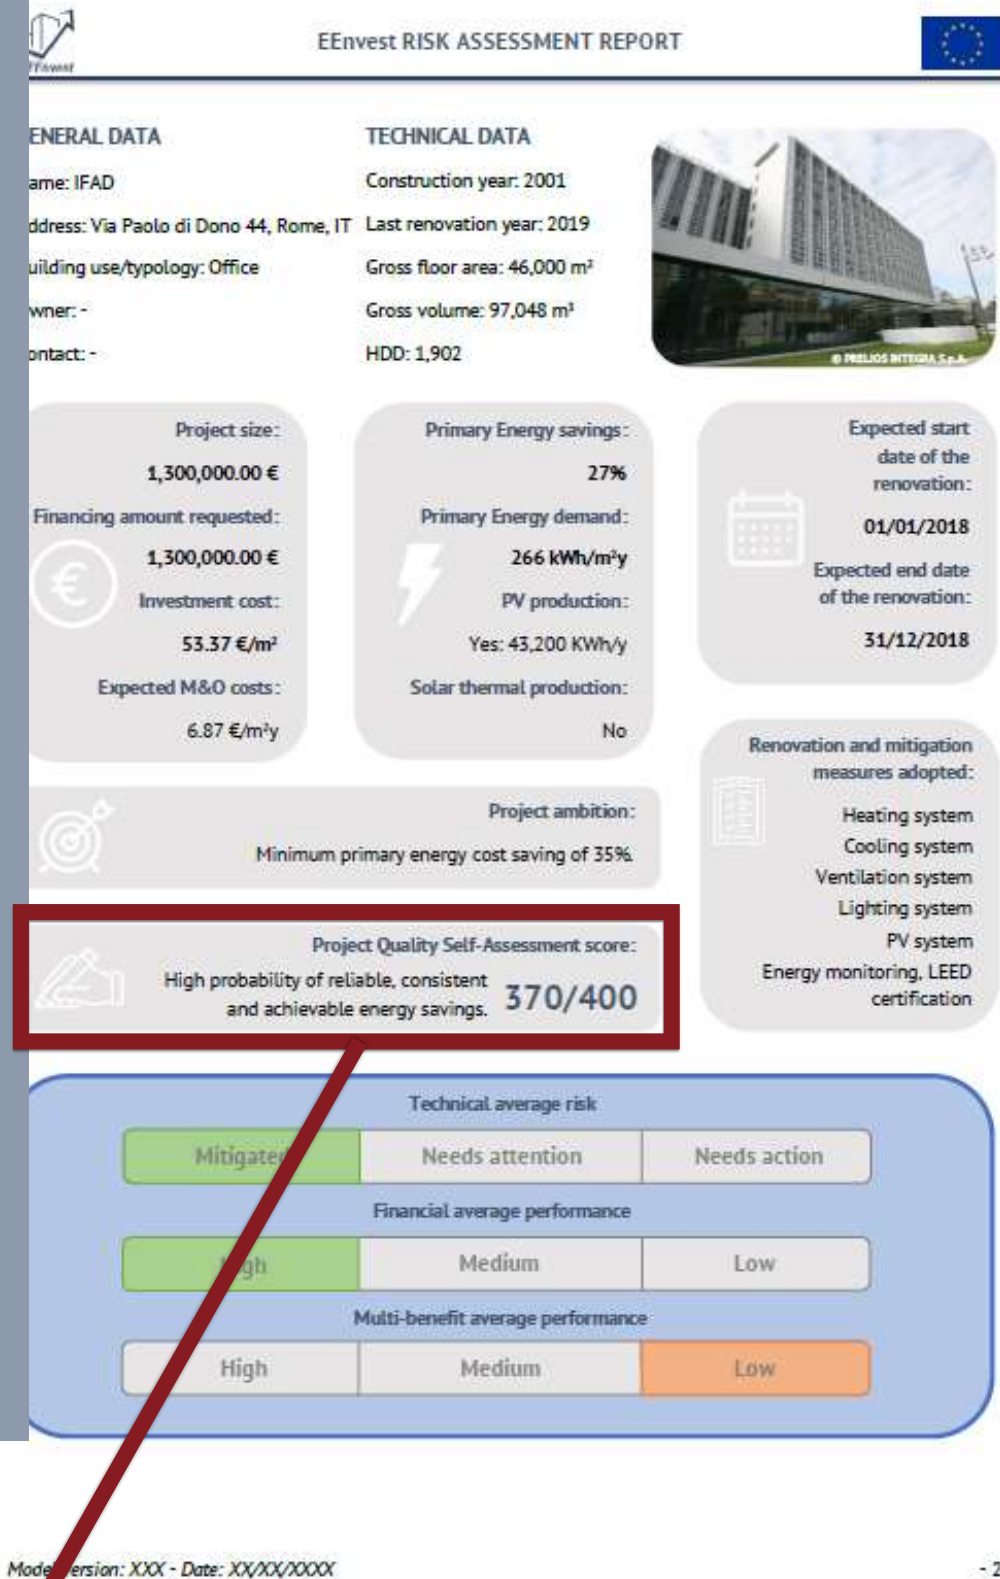 EEnvest RISK ASSESSMENT REPORT
EEnvest
ENERAL DATA
ame: IFAD
ddress: Via Paolo di Dono 44, Rome, IT
uilding use/typology: Office
wner: -
ontact: -
TECHNICAL DATA
Construction year: 2001
Last renovation year: 2019
Gross floor area: 46,000 m²
Gross volume: 97,048 m³
HDD: 1,902
© PRELIOS INTEGRA S.p.A.
Project size:
1,300,000.00 €
Financing amount requested:
1,300,000.00 €
Investment cost:
53.37 €/m²
Expected M&O costs:
6.87 €/m²y
Primary Energy savings:
27%
Primary Energy demand:
266 kWh/m²y
PV production:
Yes: 43,200 KWh/y
Solar thermal production:
No
Expected start
date of the
renovation:
01/01/2018
Expected end date
of the renovation:
31/12/2018
Project ambition:
Minimum primary energy cost saving of 35%.
Renovation and mitigation
measures adopted:
Heating system
Cooling system
Ventilation system
Lighting system
PV system
Energy monitoring, LEED
certification
Project Quality Self-Assessment score:
High probability of reliable, consistent
and achievable energy savings.
370/400
Technical average risk
Mitigated Needs attention Needs action
Financial average performance
High Medium Low
Multi-benefit average performance
High Medium Low
Model version: XXX - Date: XX/XX/XXXX
- 2